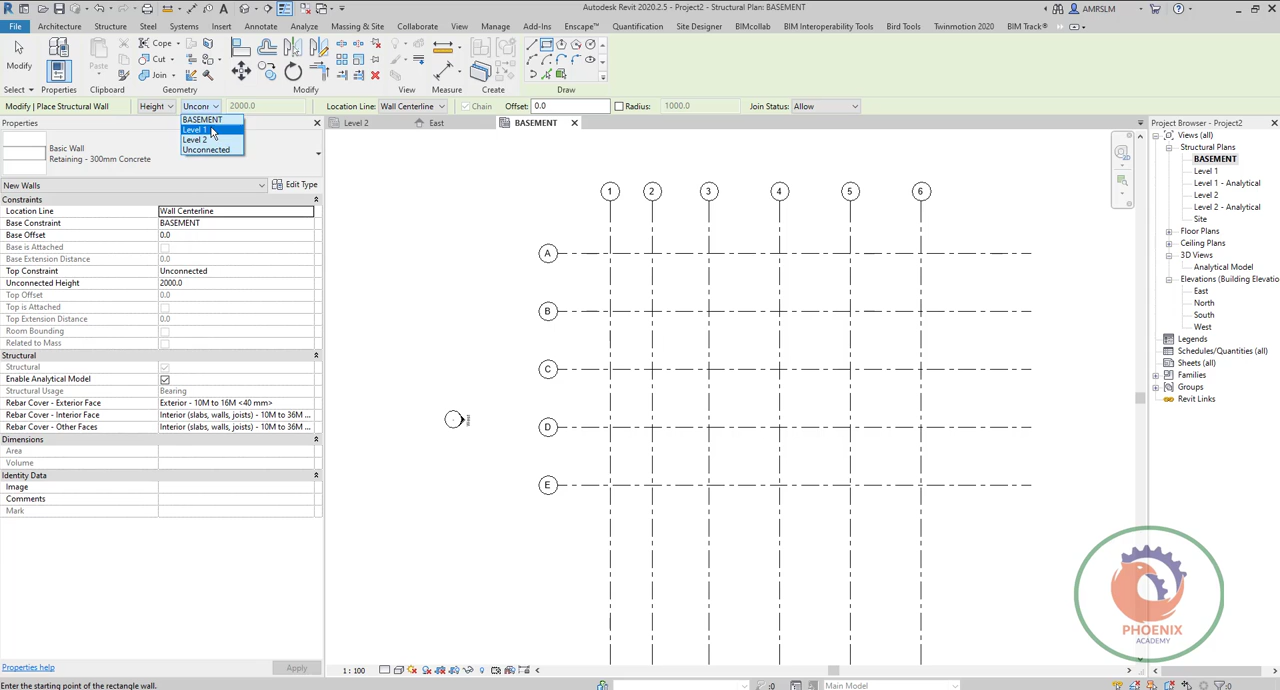 Autodesk Revit 2020.2.5 - Project2 - Structural Plan: BASEMENT
AMRSLM
File Architecture Structure Steel Systems Insert Annotate Analyze Massing & Site Collaborate View Manage Add-Ins Enscape™ Quantification Site Designer BIMcollab BIM Interoperability Tools Bird Tools Twinmotion 2020 BIM Track® Modify
Modify
Paste
Cope
Cut
Join
Select Properties Clipboard Geometry Modify View Measure Create Draw
Modify | Place Structural Wall Height Unconr 2000.0 Location Line: Wall Centerline Chain Offset: 0.0 Radius: 1000.0 Join Status: Allow
BASEMENT
Level 1
Level 2
Unconnected
Properties
Basic Wall
Retaining - 300mm Concrete
New Walls Edit Type
Constraints
Location Line Wall Centerline
Base Constraint BASEMENT
Base Offset 0.0
Base is Attached
Base Extension Distance 0.0
Top Constraint Unconnected
Unconnected Height 2000.0
Top Offset 0.0
Top is Attached
Top Extension Distance 0.0
Room Bounding
Related to Mass
Structural
Structural
Enable Analytical Model
Structural Usage Bearing
Rebar Cover - Exterior Face Exterior - 10M to 16M <40 mm>
Rebar Cover - Interior Face Interior (slabs, walls, joists) - 10M to 36M ...
Rebar Cover - Other Faces Interior (slabs, walls, joists) - 10M to 36M ...
Dimensions
Area
Volume
Identity Data
Image
Comments
Mark
Properties help Apply
Level 2 East BASEMENT
1 2 3 4 5 6
A
B
C
D
E
Project Browser - Project2
Views (all)
Structural Plans
BASEMENT
Level 1
Level 1 - Analytical
Level 2
Level 2 - Analytical
Site
Floor Plans
Ceiling Plans
3D Views
Analytical Model
Elevations (Building Elevatio
East
North
South
West
Legends
Schedules/Quantities (all)
Sheets (all)
Families
Groups
Revit Links
PHOENIX
ACADEMY
1 : 100
Enter the starting point of the rectangle wall. :0 Main Model :0